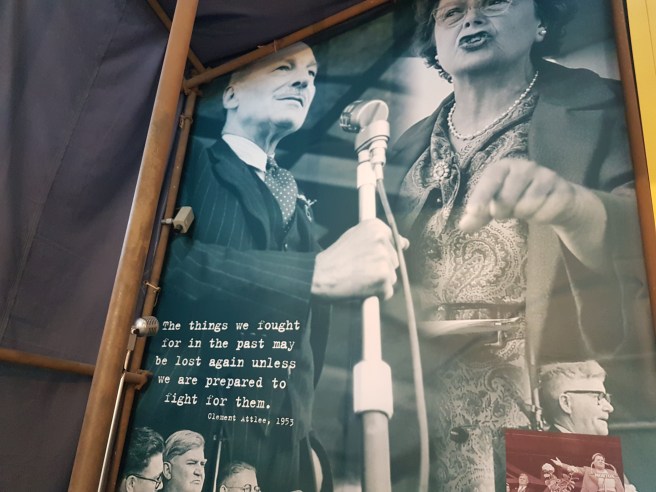 The things we fought
for in the past may
be lost again unless
we are prepared to
fight for them.
Clement Attlee, 1953